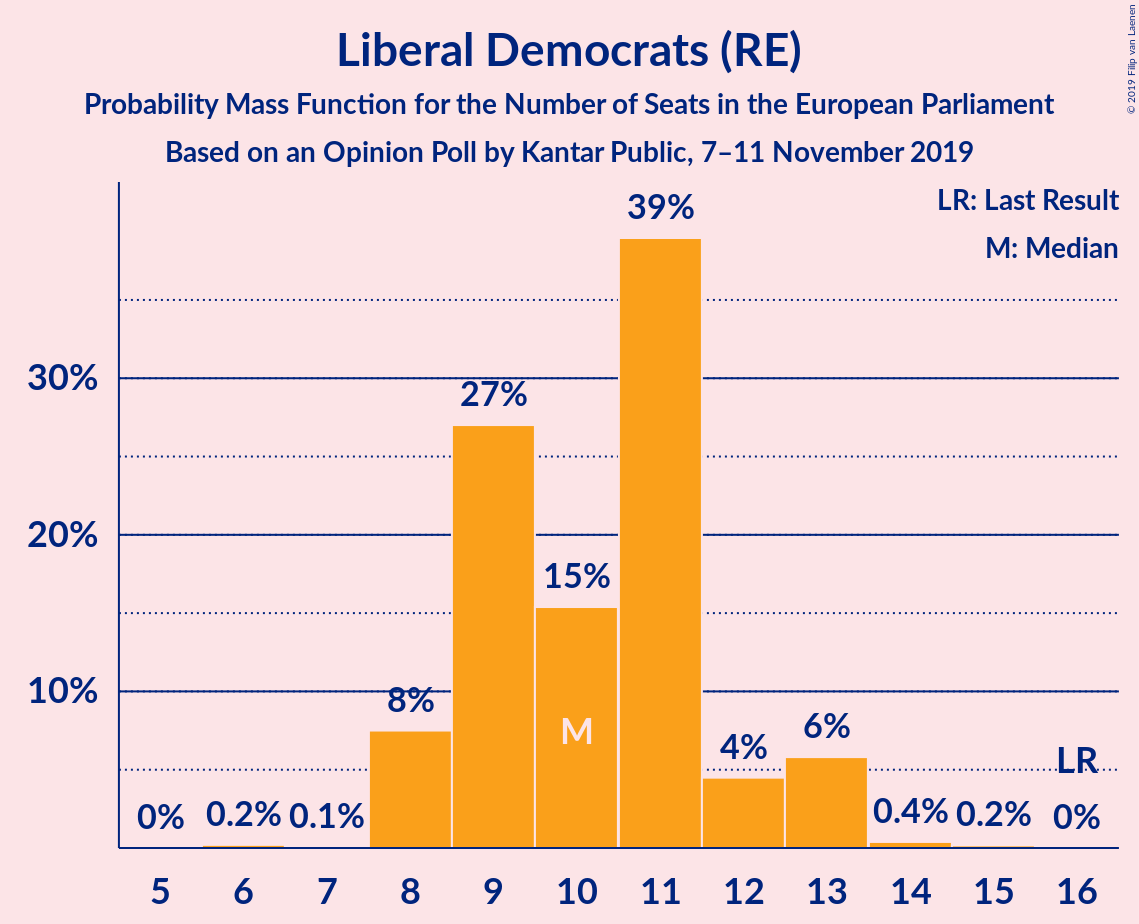 Liberal Democrats (RE)
Probability Mass Function for the Number of Seats in the European Parliament
Based on an Opinion Poll by Kantar Public, 7–11 November 2019
© 2019 Filip van Laenen
LR: Last Result
M: Median
39%
30%
27%
20%
15%
10%
8%
M
6%
4%
LR
0%
0.2%
0.1%
0.4%
0.2%
0%
5 6 7 8 9 10 11 12 13 14 15 16